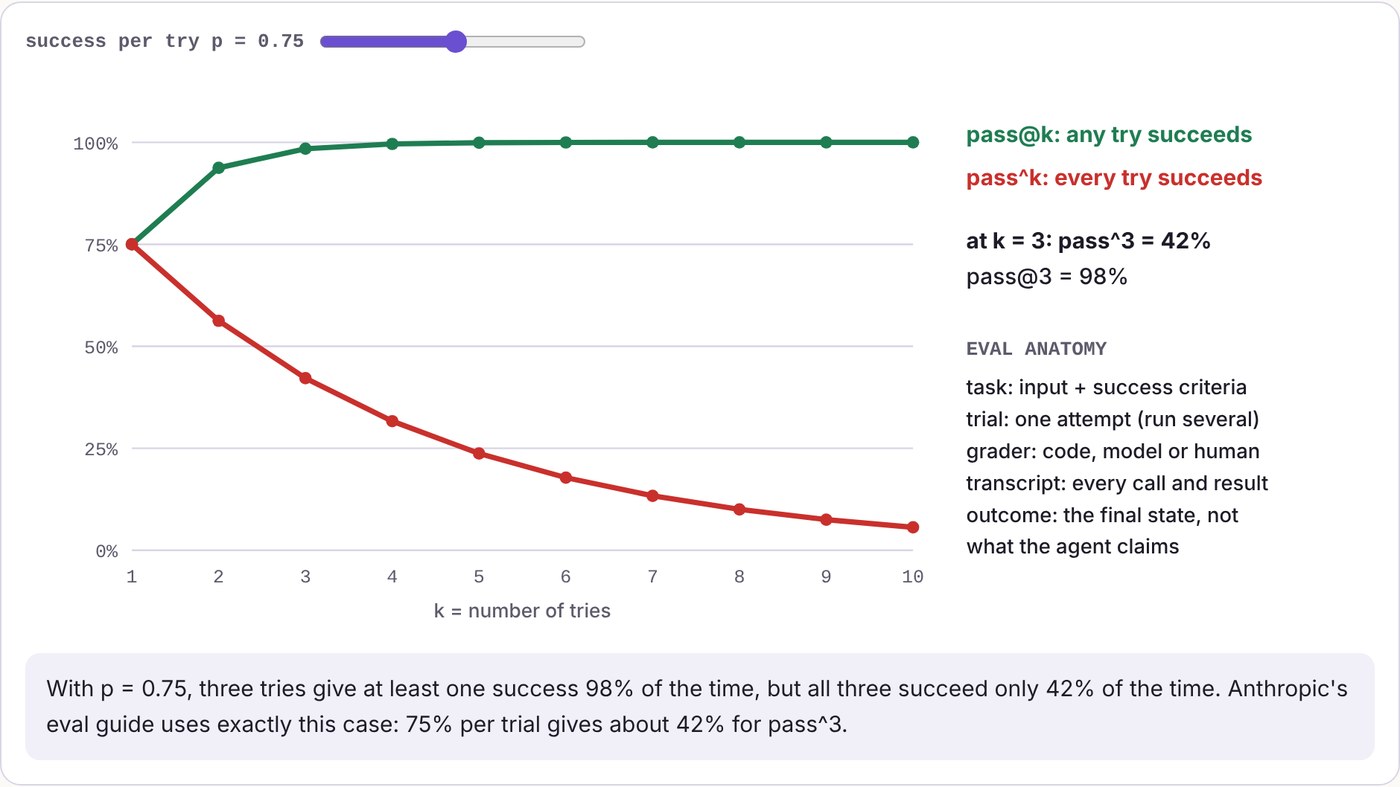 success per try p = 0.75
100%
75%
50%
25%
0%
1 2 3 4 5 6 7 8 9 10
k = number of tries
pass@k: any try succeeds
pass^k: every try succeeds
at k = 3: pass^3 = 42%
pass@3 = 98%
EVAL ANATOMY
task: input + success criteria
trial: one attempt (run several)
grader: code, model or human
transcript: every call and result
outcome: the final state, not
what the agent claims
With p = 0.75, three tries give at least one success 98% of the time, but all three succeed only 42% of the time. Anthropic's
eval guide uses exactly this case: 75% per trial gives about 42% for pass^3.